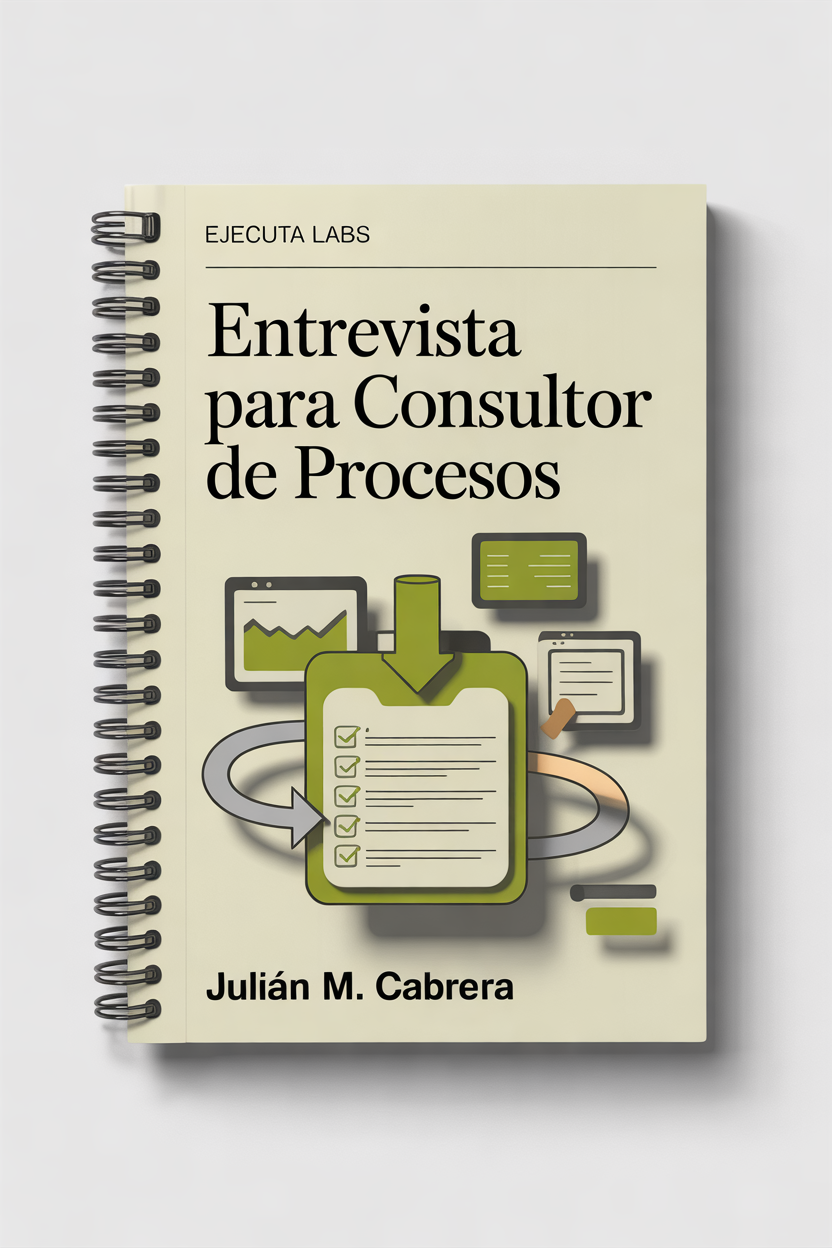 EJECUTA LABS
Entrevista
para Consultor
de Procesos
Julián M. Cabrera